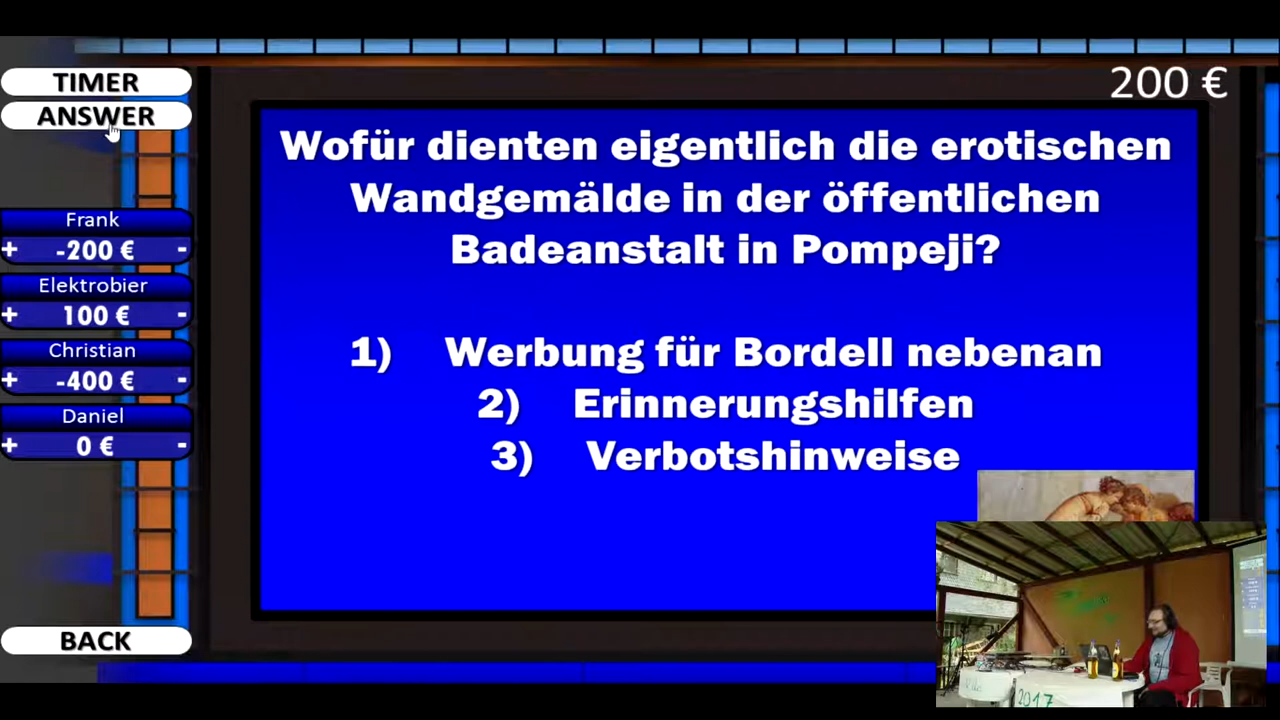 TIMER
200 €
ANSWER
Wofür dienten eigentlich die erotischen
Wandgemälde in der öffentlichen
Badeanstalt in Pompeji?
Frank
+ -200 € -
Elektrobier
+ 100 € -
Christian
+ -400 € -
Daniel
+ 0 € -
1) Werbung für Bordell nebenan
2) Erinnerungshilfen
3) Verbotshinweise
BACK
2017